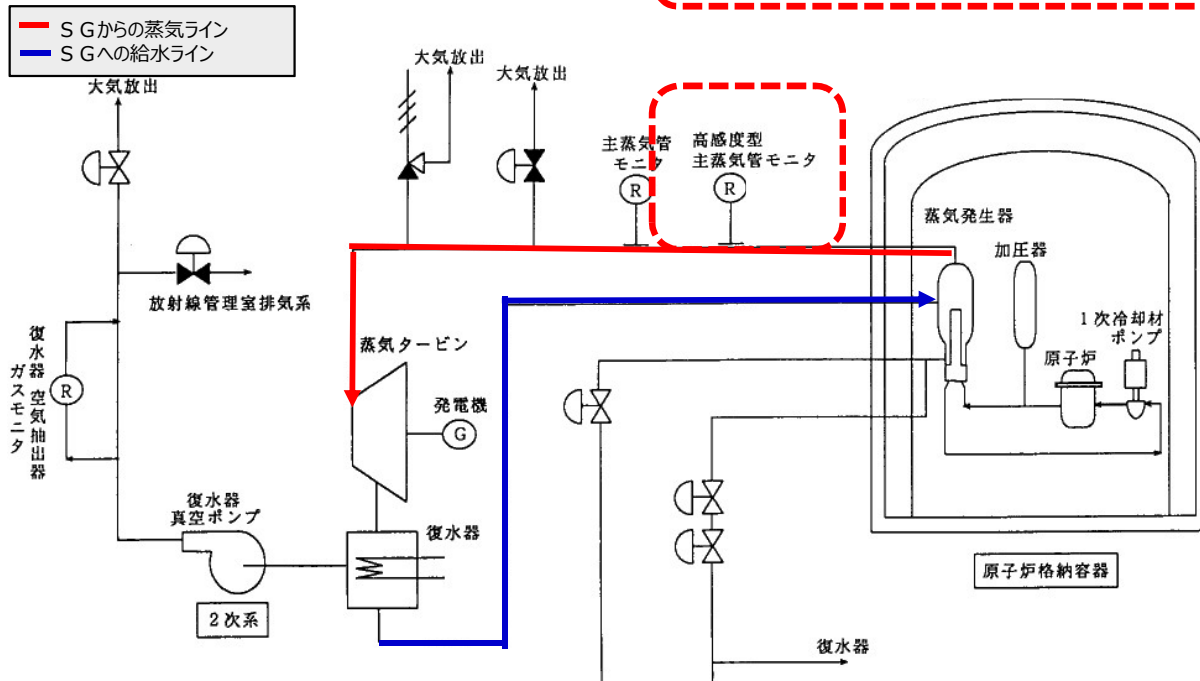 ＳＧからの蒸気ライン
ＳＧへの給水ライン
大気放出
大気放出
大気放出
主蒸気管
モニタ
R
高感度型
主蒸気管モニタ
R
蒸気発生器
加圧器
１次冷却材
ポンプ
原子炉
放射線管理室排気系
復水器空気抽出器
ガスモニタ
R
蒸気タービン
発電機
G
復水器
真空ポンプ
復水器
２次系
原子炉格納容器
復水器